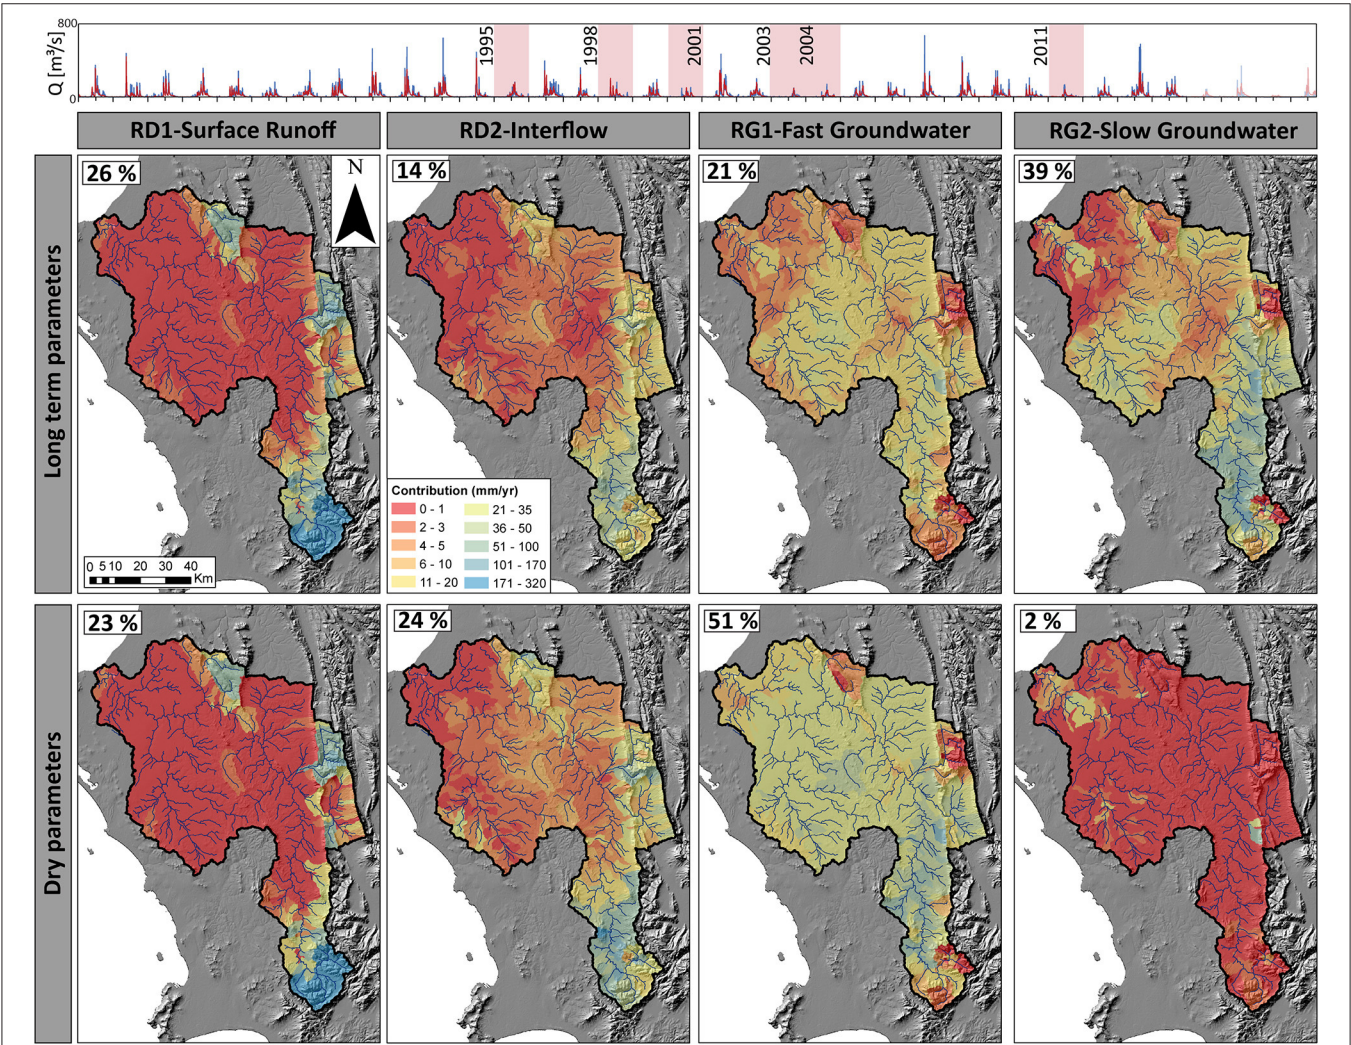 Q [m³/s]
800
0
1995
1998
2001
2003
2004
2011
RD1-Surface Runoff
RD2-Interflow
RG1-Fast Groundwater
RG2-Slow Groundwater
Long term parameters
26 %
N
14 %
21 %
39 %
0 5 10 20 30 40
Km
Contribution (mm/yr)
0 - 1
21 - 35
2 - 3
36 - 50
4 - 5
51 - 100
6 - 10
101 - 170
11 - 20
171 - 320
Dry parameters
23 %
24 %
51 %
2 %